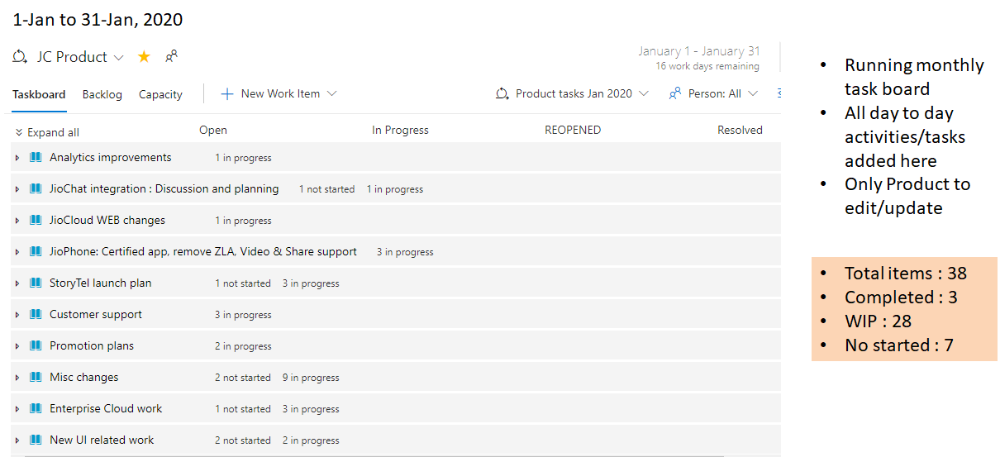 1-Jan to 31-Jan, 2020
JC Product
January 1 - January 31
16 work days remaining
Taskboard Backlog Capacity + New Work Item Product tasks Jan 2020 Person: All
Expand all Open In Progress REOPENED Resolved
Analytics improvements 1 in progress
JioChat integration : Discussion and planning 1 not started 1 in progress
JioCloud WEB changes 1 in progress
JioPhone: Certified app, remove ZLA, Video & Share support 3 in progress
StoryTel launch plan 1 not started 3 in progress
Customer support 3 in progress
Promotion plans 2 in progress
Misc changes 2 not started 9 in progress
Enterprise Cloud work 1 not started 3 in progress
New UI related work 2 not started 2 in progress
• Running monthly
task board
• All day to day
activities/tasks
added here
• Only Product to
edit/update
• Total items : 38
• Completed : 3
• WIP : 28
• No started : 7